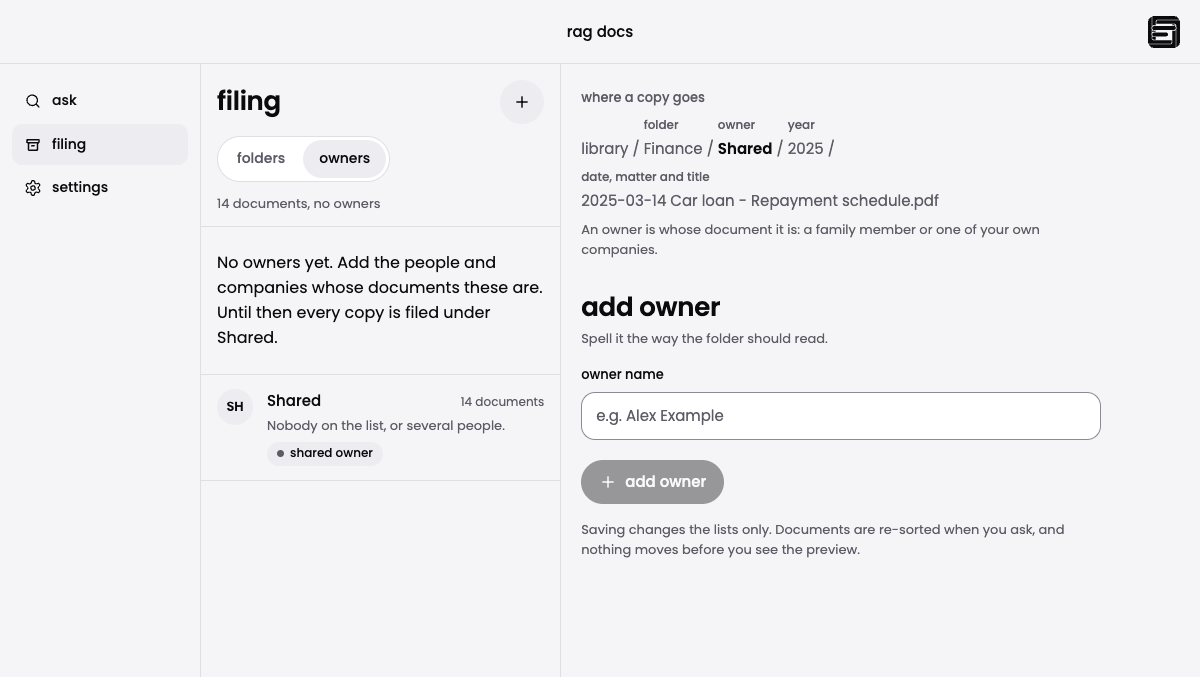 rag docs
ask
filing
settings
filing
folders
owners
14 documents, no owners
No owners yet. Add the people and
companies whose documents these are.
Until then every copy is filed under
Shared.
SH
Shared
14 documents
Nobody on the list, or several people.
shared owner
where a copy goes
folder owner year
library / Finance / Shared / 2025 /
date, matter and title
2025-03-14 Car loan - Repayment schedule.pdf
An owner is whose document it is: a family member or one of your own
companies.
add owner
Spell it the way the folder should read.
owner name
e.g. Alex Example
+ add owner
Saving changes the lists only. Documents are re-sorted when you ask, and
nothing moves before you see the preview.